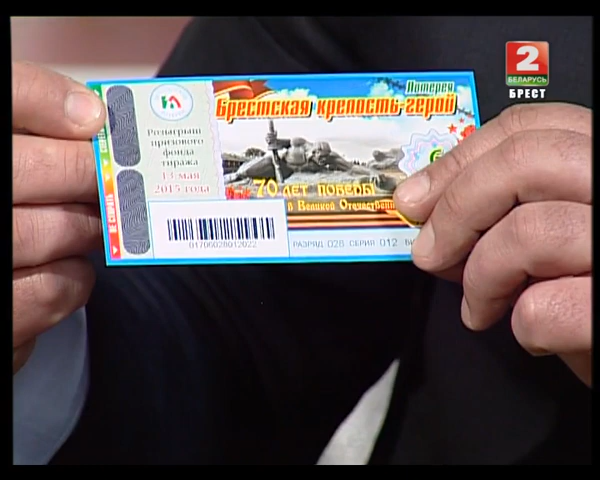 2
БЕЛАРУСЬ
БРЕСТ
Лотерея
Брестская крепость-герой
Розыгрыш
призового
фонда
тиража
13 мая
2015 года
70 лет победы
в Великой
01706028012022
РАЗРЯД 028 СЕРИЯ 012